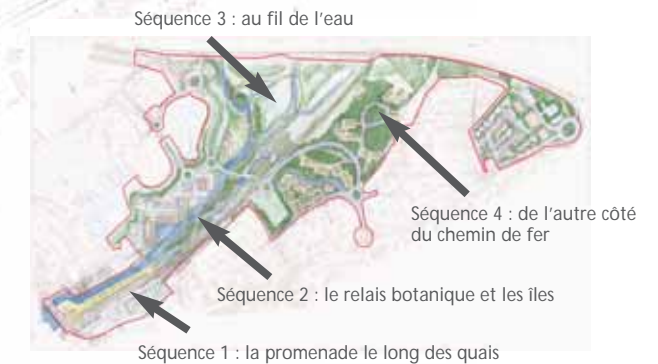 Séquence 3 : au fil de l'eau
Séquence 4 : de l'autre côté
du chemin de fer
Séquence 2 : le relais botanique et les îles
Séquence 1 : la promenade le long des quais